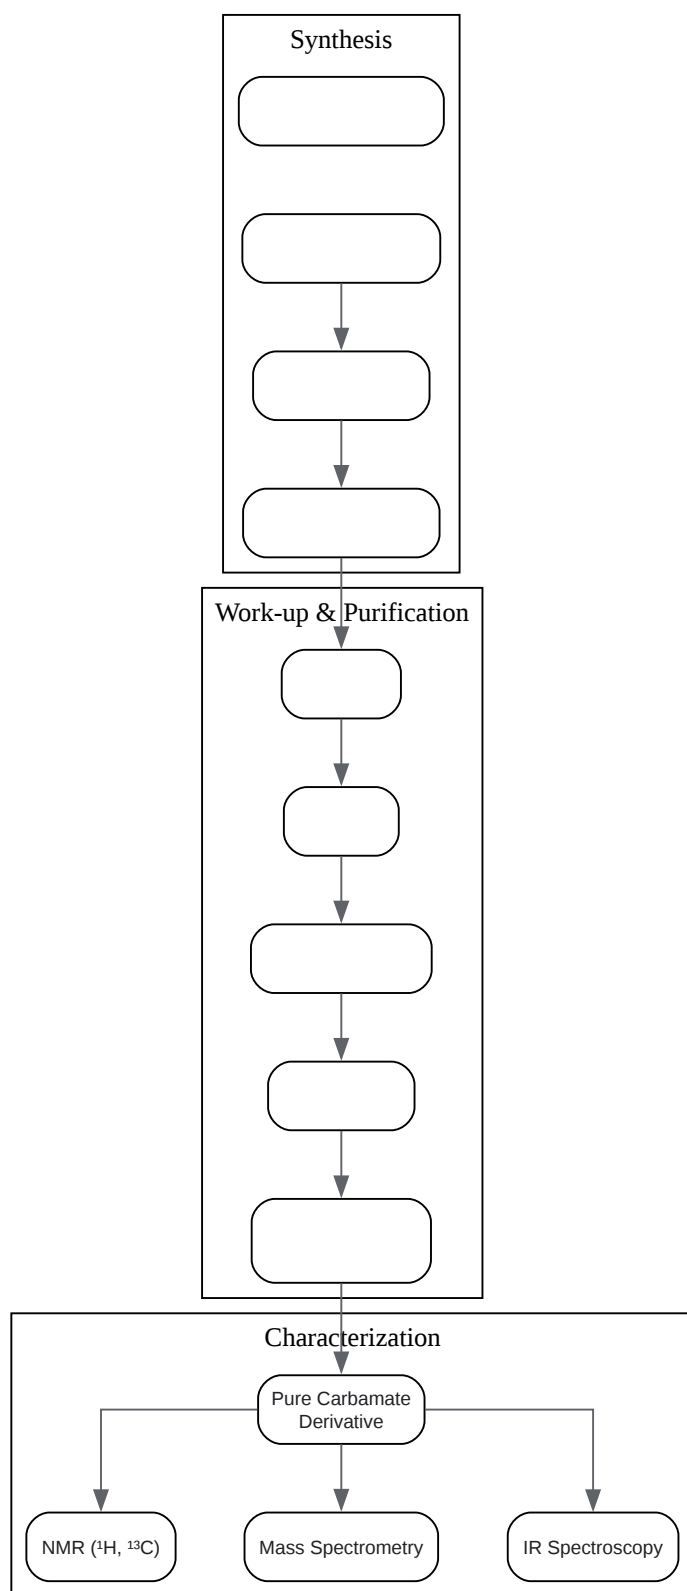 Synthesis
Work-up & Purification
Characterization
Pure Carbamate
Derivative
NMR (¹H, ¹³C)
Mass Spectrometry
IR Spectroscopy